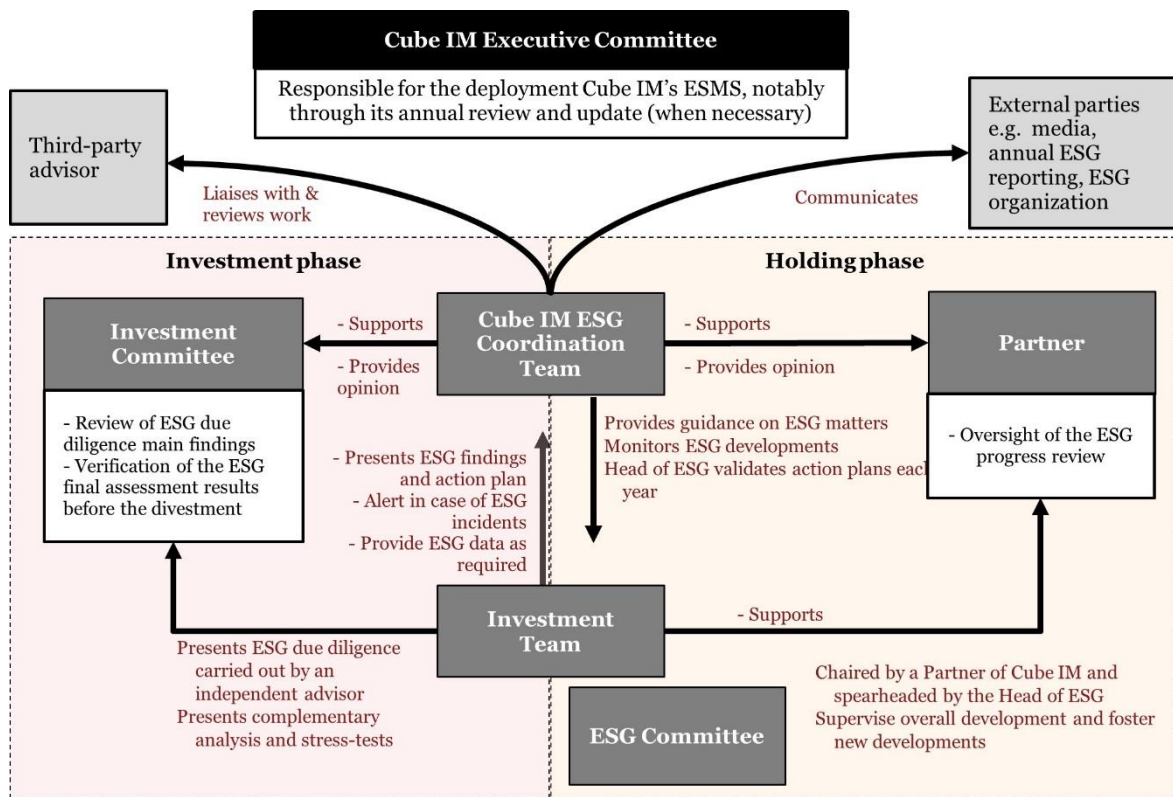 Cube IM Executive Committee
Responsible for the deployment Cube IM's ESMS, notably
through its annual review and update (when necessary)
Third-party
advisor
External parties
e.g. media,
annual ESG
reporting, ESG
organization
Liaises with &
reviews work
Communicates
Investment phase
Holding phase
Investment
Committee
- Review of ESG due
diligence main findings
- Verification of the ESG
final assessment results
before the divestment
- Supports
- Provides
opinion
Cube IM ESG
Coordination
Team
- Supports
- Provides opinion
Partner
- Oversight of the ESG
progress review
- Presents ESG findings
and action plan
- Alert in case of ESG
incidents
- Provide ESG data as
required
Provides guidance on ESG matters
Monitors ESG developments
Head of ESG validates action plans each
year
Investment
Team
- Supports
Presents ESG due diligence
carried out by an
independent advisor
Presents complementary
analysis and stress-tests
ESG Committee
Chaired by a Partner of Cube IM and
spearheaded by the Head of ESG
Supervise overall development and foster
new developments